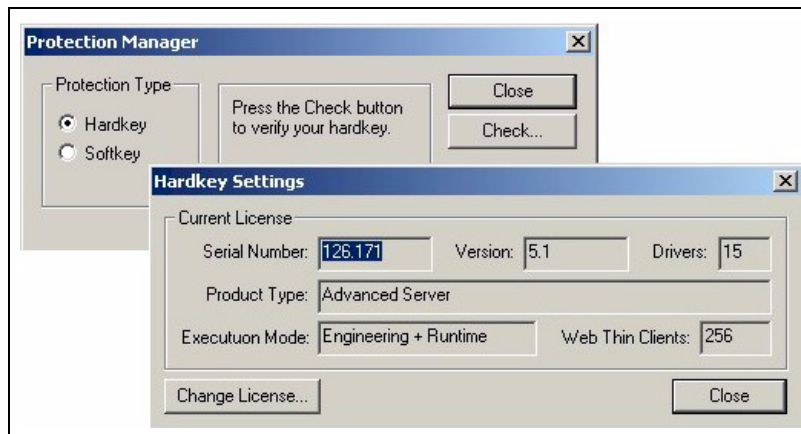 Protection Manager
Protection Type
Hardkey
Softkey
Press the Check button
to verify your hardkey.
Close
Check...
Hardkey Settings
Current License
Serial Number: 126.171 Version: 5.1 Drivers: 15
Product Type: Advanced Server
Executuon Mode: Engineering + Runtime Web Thin Clients: 256
Change License... Close